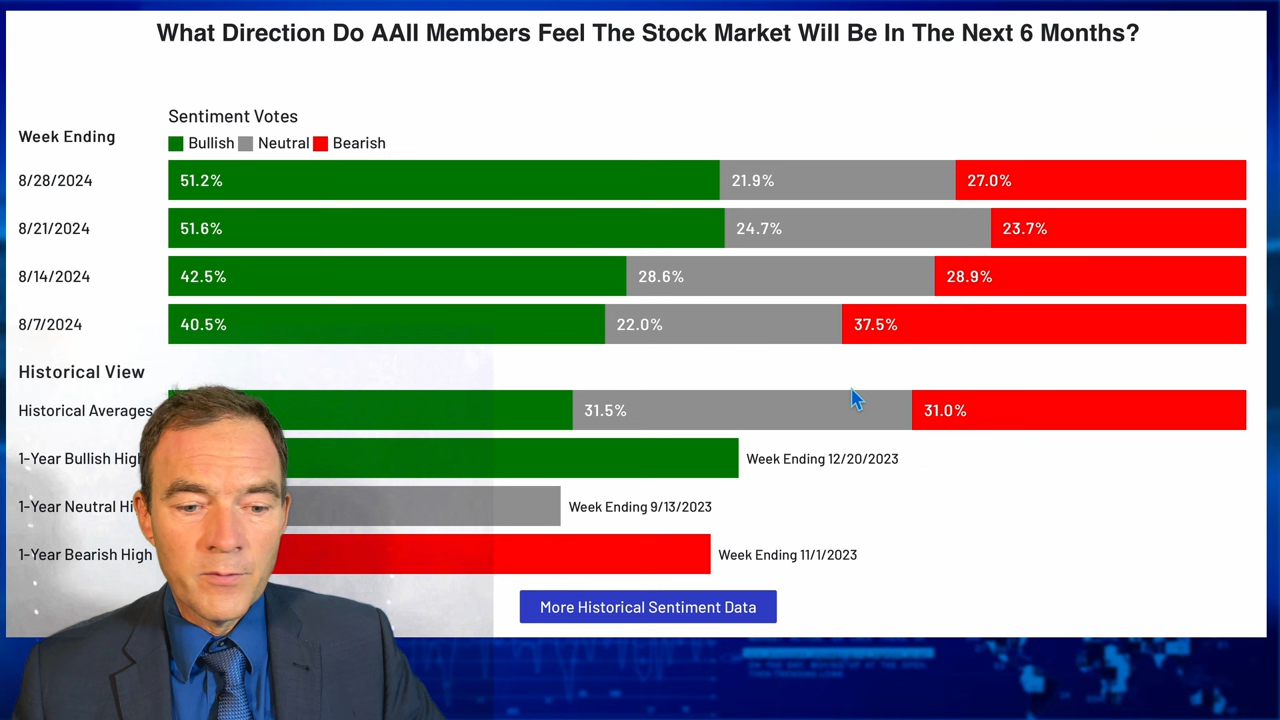 What Direction Do AAII Members Feel The Stock Market Will Be In The Next 6 Months?
Sentiment Votes
Week Ending
Bullish Neutral Bearish
8/28/2024 51.2% 21.9% 27.0%
8/21/2024 51.6% 24.7% 23.7%
8/14/2024 42.5% 28.6% 28.9%
8/7/2024 40.5% 22.0% 37.5%
Historical View
Historical Averages 31.5% 31.0%
1-Year Bullish High Week Ending 12/20/2023
1-Year Neutral Week Ending 9/13/2023
1-Year Bearish High Week Ending 11/1/2023
More Historical Sentiment Data